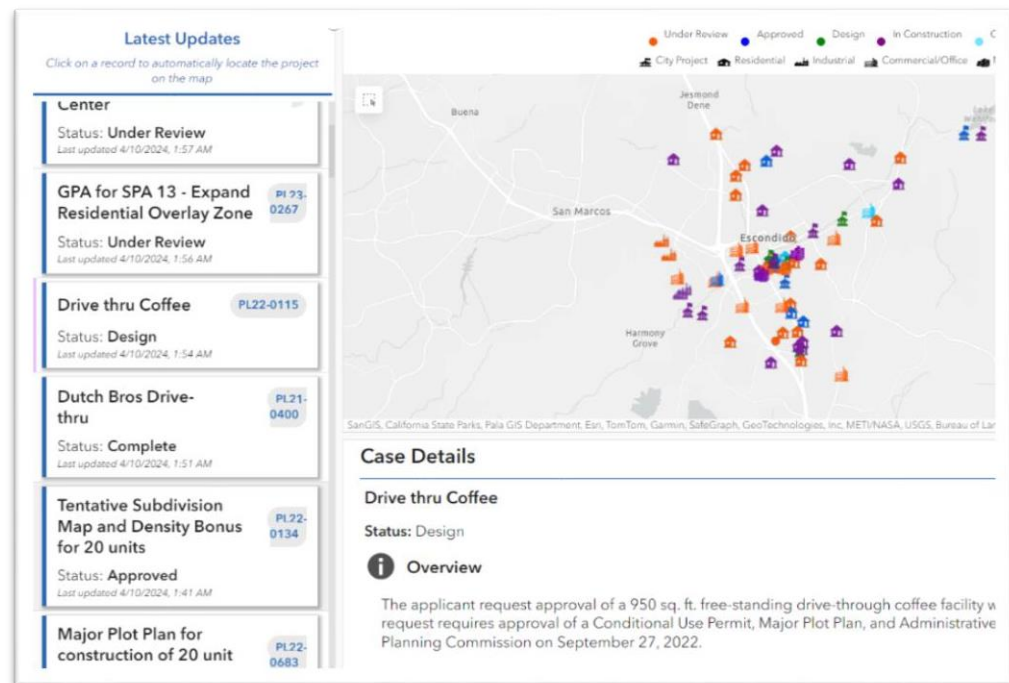 Latest Updates
Click on a record to automatically locate the project
on the map
Center
Status: Under Review
Last updated 4/10/2024, 1:57 AM
GPA for SPA 13 - Expand
Residential Overlay Zone
PL23-
0267
Status: Under Review
Last updated 4/10/2024, 1:56 AM
Drive thru Coffee
PL22-0115
Status: Design
Last updated 4/10/2024, 1:54 AM
Dutch Bros Drive-
thru
PL21-
0400
Status: Complete
Last updated 4/10/2024, 1:51 AM
Tentative Subdivision
Map and Density Bonus
for 20 units
PL22-
0134
Status: Approved
Last updated 4/10/2024, 1:41 AM
Major Plot Plan for
construction of 20 unit
PL22-
0683
Under Review Approved Design In Construction
City Project Residential Industrial Commercial/Office
Jesmond
Dene
Buena
San Marcos
Escondido
Harmony
Grove
SanGIS, California State Parks, Pala GIS Department, Esri, TomTom, Garmin, SafeGraph, GeoTechnologies, Inc, METI/NASA, USGS, Bureau of
Case Details
Drive thru Coffee
Status: Design
Overview
The applicant request approval of a 950 sq. ft. free-standing drive-through coffee facility
request requires approval of a Conditional Use Permit, Major Plot Plan, and Administrative
Planning Commission on September 27, 2022.